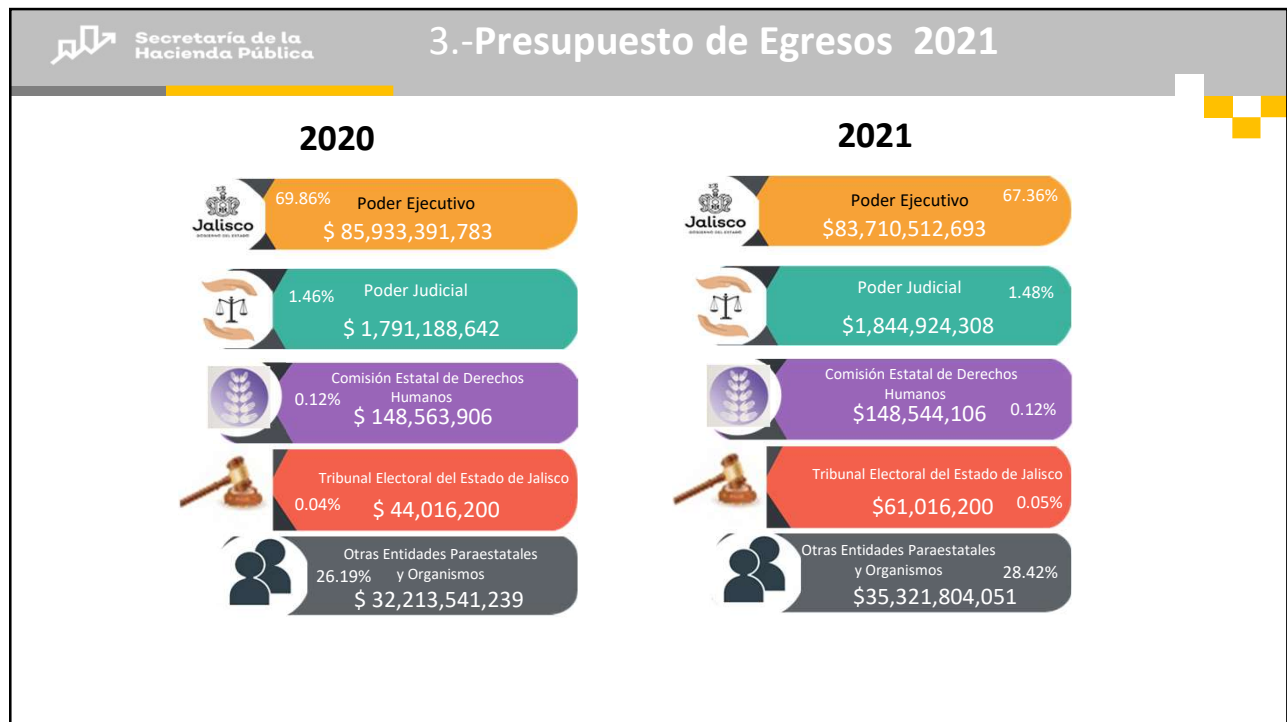 Secretaría de la
Hacienda Pública
3.-Presupuesto de Egresos 2021
2020
Jalisco
69.86%
Poder Ejecutivo
$ 85,933,391,783
1.46%
Poder Judicial
$ 1,791,188,642
Comisión Estatal de Derechos
Humanos
0.12%
$ 148,563,906
Tribunal Electoral del Estado de Jalisco
0.04%
$ 44,016,200
Otras Entidades Paraestatales
26.19%
y Organismos
$ 32,213,541,239
2021
Jalisco
Poder Ejecutivo
67.36%
$83,710,512,693
Poder Judicial
1.48%
$1,844,924,308
Comisión Estatal de Derechos
Humanos
$148,544,106
0.12%
Tribunal Electoral del Estado de Jalisco
$61,016,200
0.05%
Otras Entidades Paraestatales
y Organismos
28.42%
$35,321,804,051